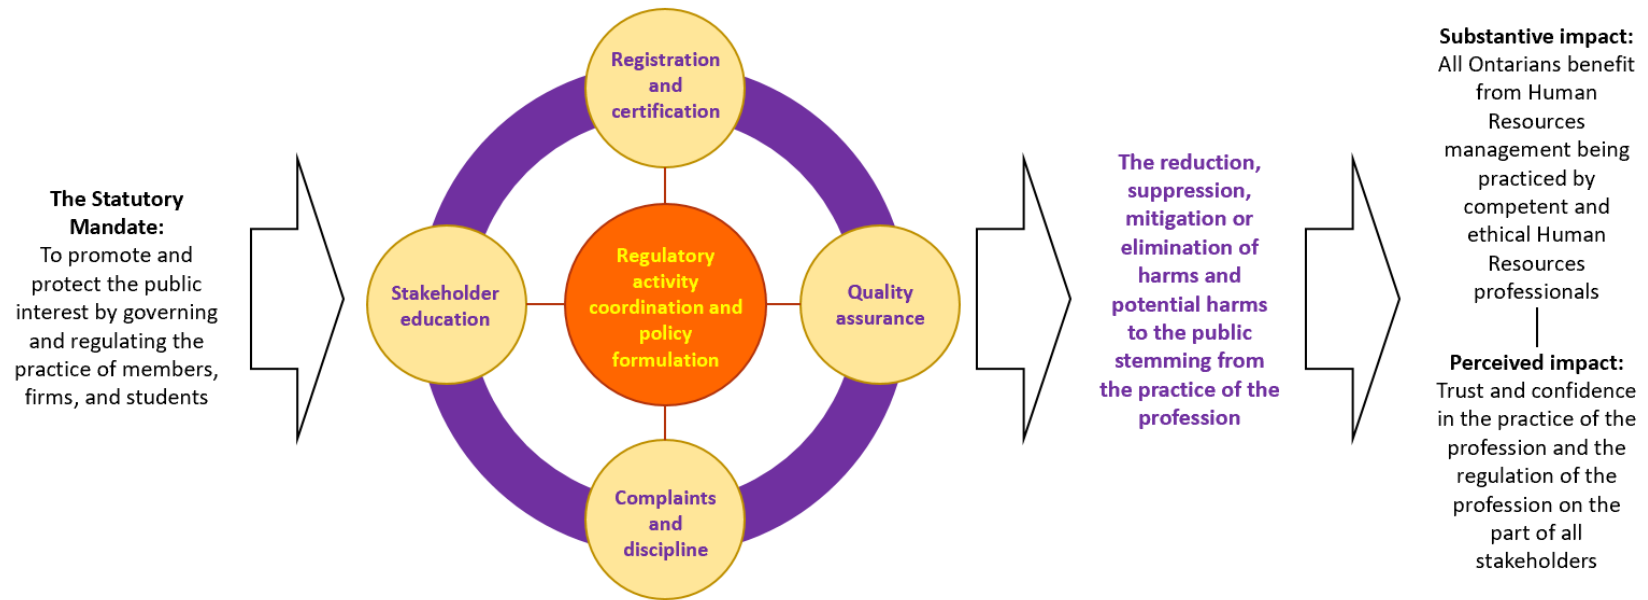 The Statutory
Mandate:
To promote and
protect the public
interest by governing
and regulating the
practice of members,
firms, and students
Registration
and
certification
Stakeholder
education
Regulatory
activity
coordination and
policy
formulation
Quality
assurance
Complaints
and
discipline
The reduction,
suppression,
mitigation or
elimination of
harms and
potential harms
to the public
stemming from
the practice of the
profession
Substantive impact:
All Ontarians benefit
from Human
Resources
management being
practiced by
competent and
ethical Human
Resources
professionals
Perceived impact:
Trust and confidence
in the practice of the
profession and the
regulation of the
profession on the
part of all
stakeholders